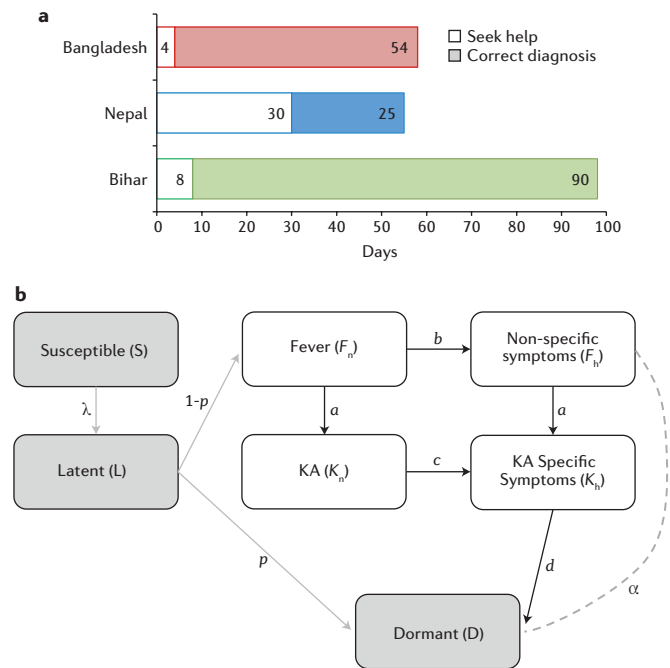 a
Bangladesh
4
54
Seek help
Correct diagnosis
Nepal
30
25
Bihar
8
90
0 10 20 30 40 50 60 70 80 90 100
Days
b
Susceptible (S)
Fever (Fn)
b
Non-specific
symptoms (Fh)
λ
1-p
a
a
Latent (L)
KA (Kn)
c
KA Specific
Symptoms (Kh)
p
d
α
Dormant (D)